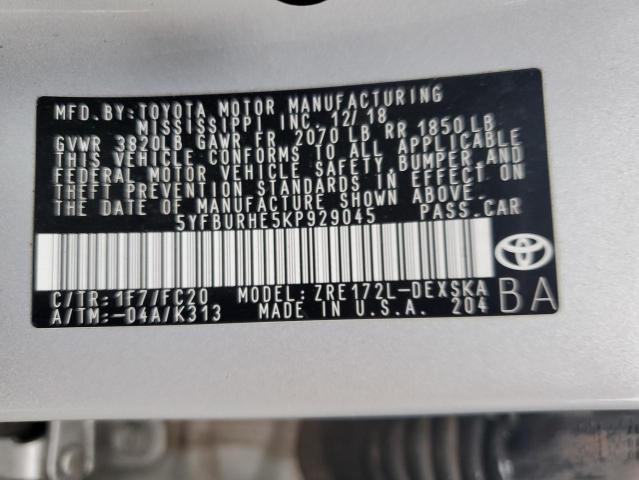 MFD. BY: TOYOTA MOTOR MANUFACTURING
MISSISSIPPI INC. 12/18
GVWR 3820LB GAWR FR 2070 LB RR 1850 LB
THIS VEHICLE CONFORMS TO ALL APPLICABLE
FEDERAL MOTOR VEHICLE SAFETY, BUMPER, AND
THEFT PREVENTION STANDARDS IN EFFECT ON
THE DATE OF MANUFACTURE SHOWN ABOVE.
5YFBURHE5KP929045 PASS. CAR
C/TR: 1F7/FC20 MODEL: ZRE172L-DEXSKA
A/TM:-04A/K313 MADE IN U.S.A. 204
BA